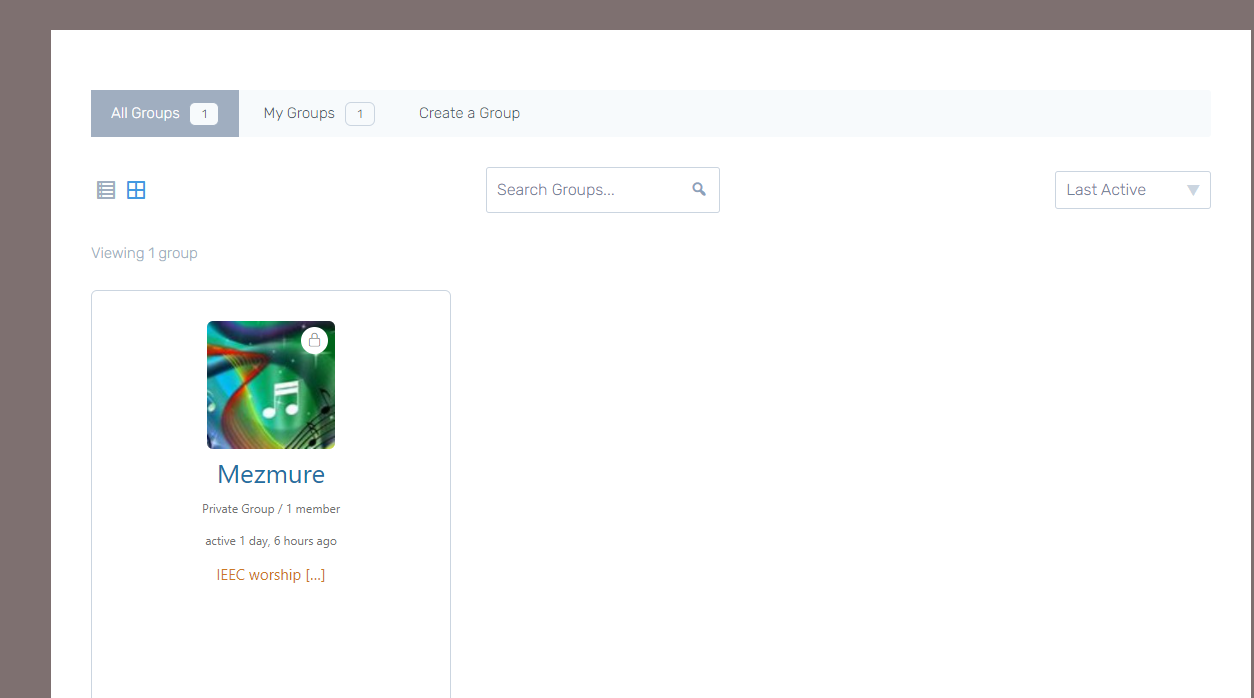 All Groups 1 My Groups 1 Create a Group
Search Groups... Last Active
Viewing 1 group
Mezmure
Private Group / 1 member
active 1 day, 6 hours ago
IEEC worship [...]